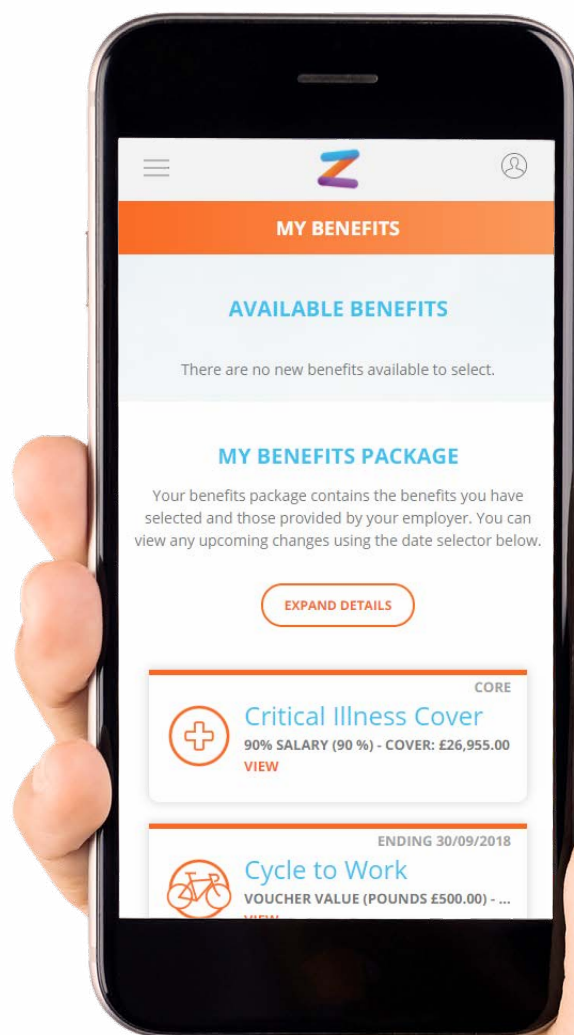 Z
MY BENEFITS
AVAILABLE BENEFITS
There are no new benefits available to select.
MY BENEFITS PACKAGE
Your benefits package contains the benefits you have
selected and those provided by your employer. You can
view any upcoming changes using the date selector below.
EXPAND DETAILS
CORE
Critical Illness Cover
90% SALARY (90 %) - COVER: £26,955.00
VIEW
ENDING 30/09/2018
Cycle to Work
VOUCHER VALUE (POUNDS £500.00) - ...
VIEW